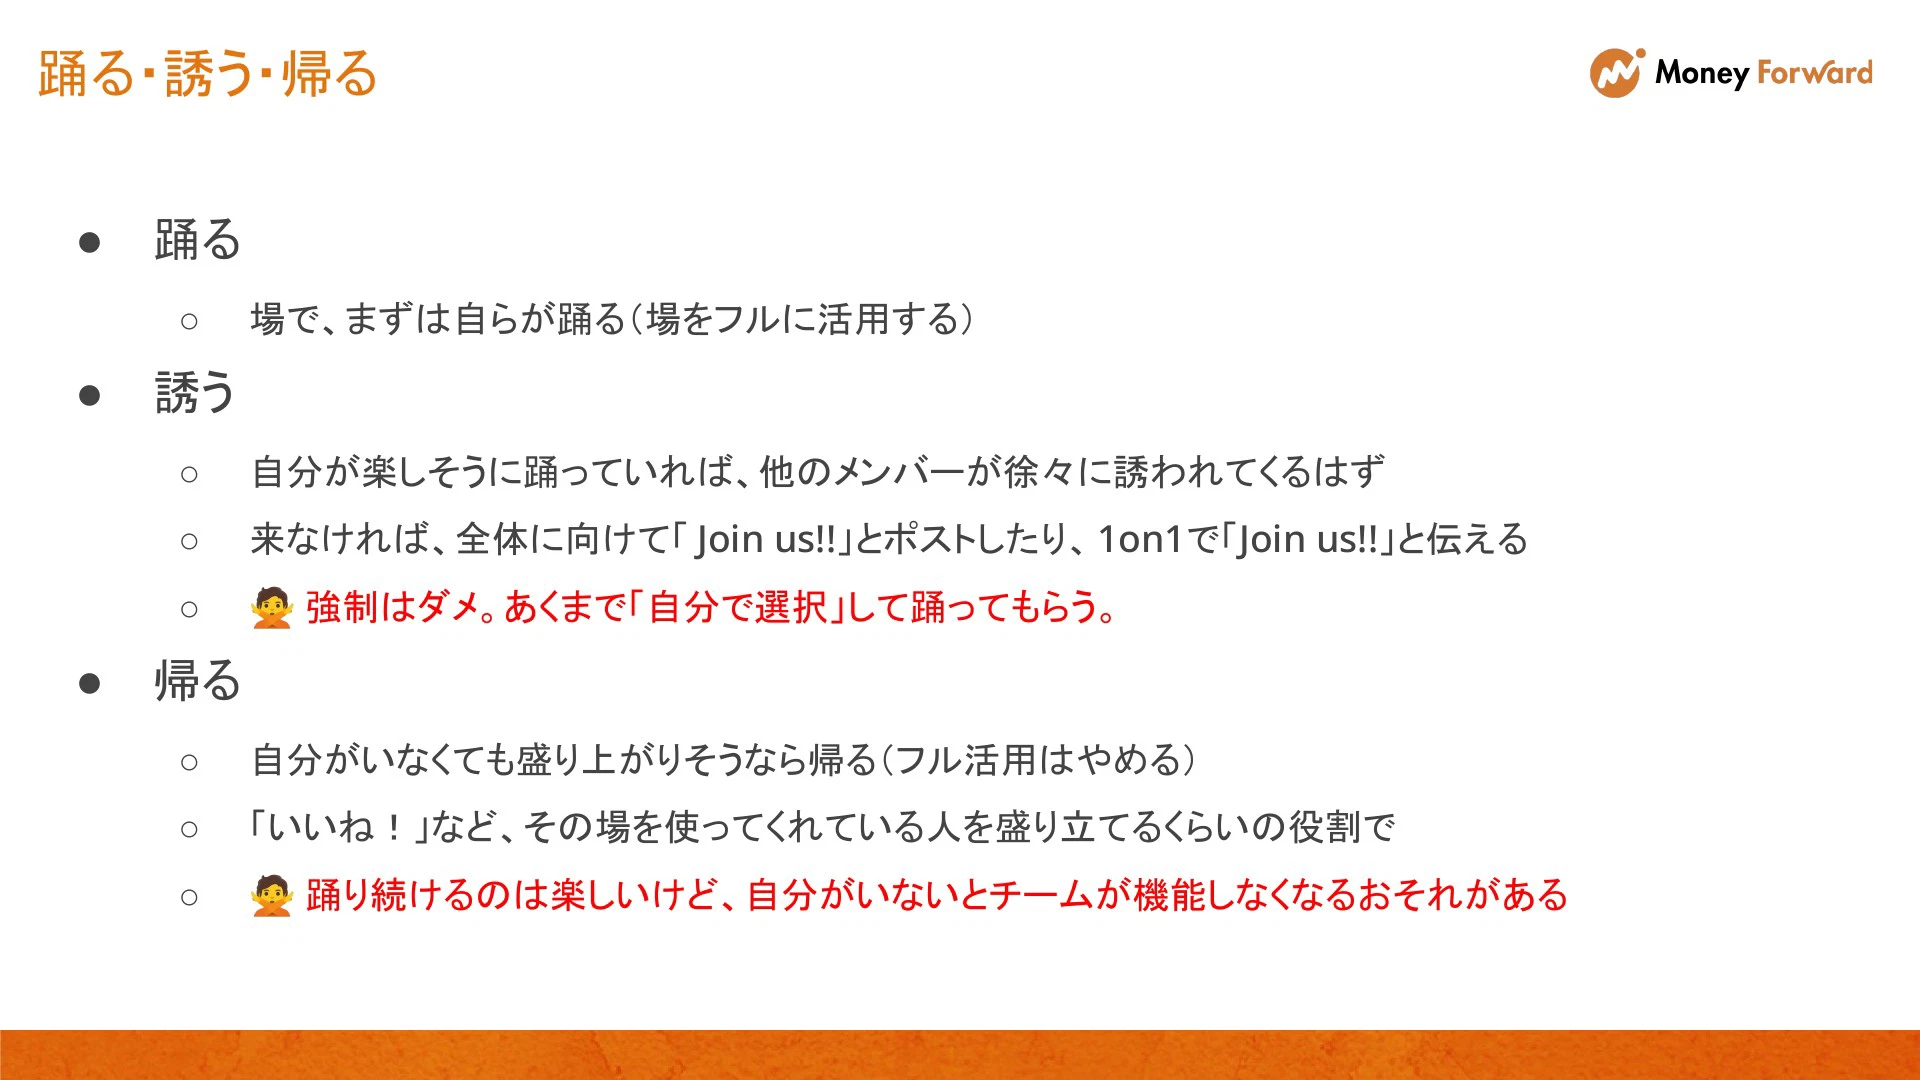 踊る・誘う・帰る
Money Forward
● 踊る
○ 場で、まずは自らが踊る（場をフルに活用する）
● 誘う
○ 自分が楽しそうに踊っていれば、他のメンバーが徐々に誘われてくるはず
○ 来なければ、全体に向けて「Join us!!」とポストしたり、1on1で「Join us!!」と伝える
○ 🙅 強制はダメ。あくまで「自分で選択」して踊ってもらう。
● 帰る
○ 自分がいなくても盛り上がりそうなら帰る（フル活用はやめる）
○ 「いいね！」など、その場を使ってくれている人を盛り立てるくらいの役割で
○ 🙅 踊り続けるのは楽しいけど、自分がいないとチームが機能しなくなるおそれがある